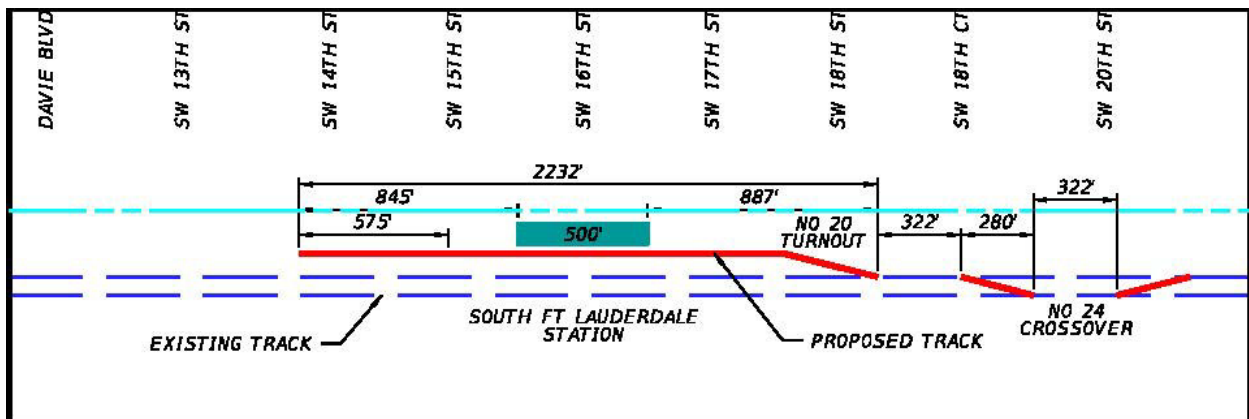 DAVIE BLVD
SW 13TH ST
SW 14TH ST
SW 15TH ST
SW 16TH ST
SW 17TH ST
SW 18TH ST
SW 18TH CT
SW 20TH ST
2232'
845'
887'
322'
575'
500'
NO 20
TURNOUT
322'
280'
SOUTH FT LAUDERDALE
STATION
NO 24
CROSSOVER
EXISTING TRACK
PROPOSED TRACK